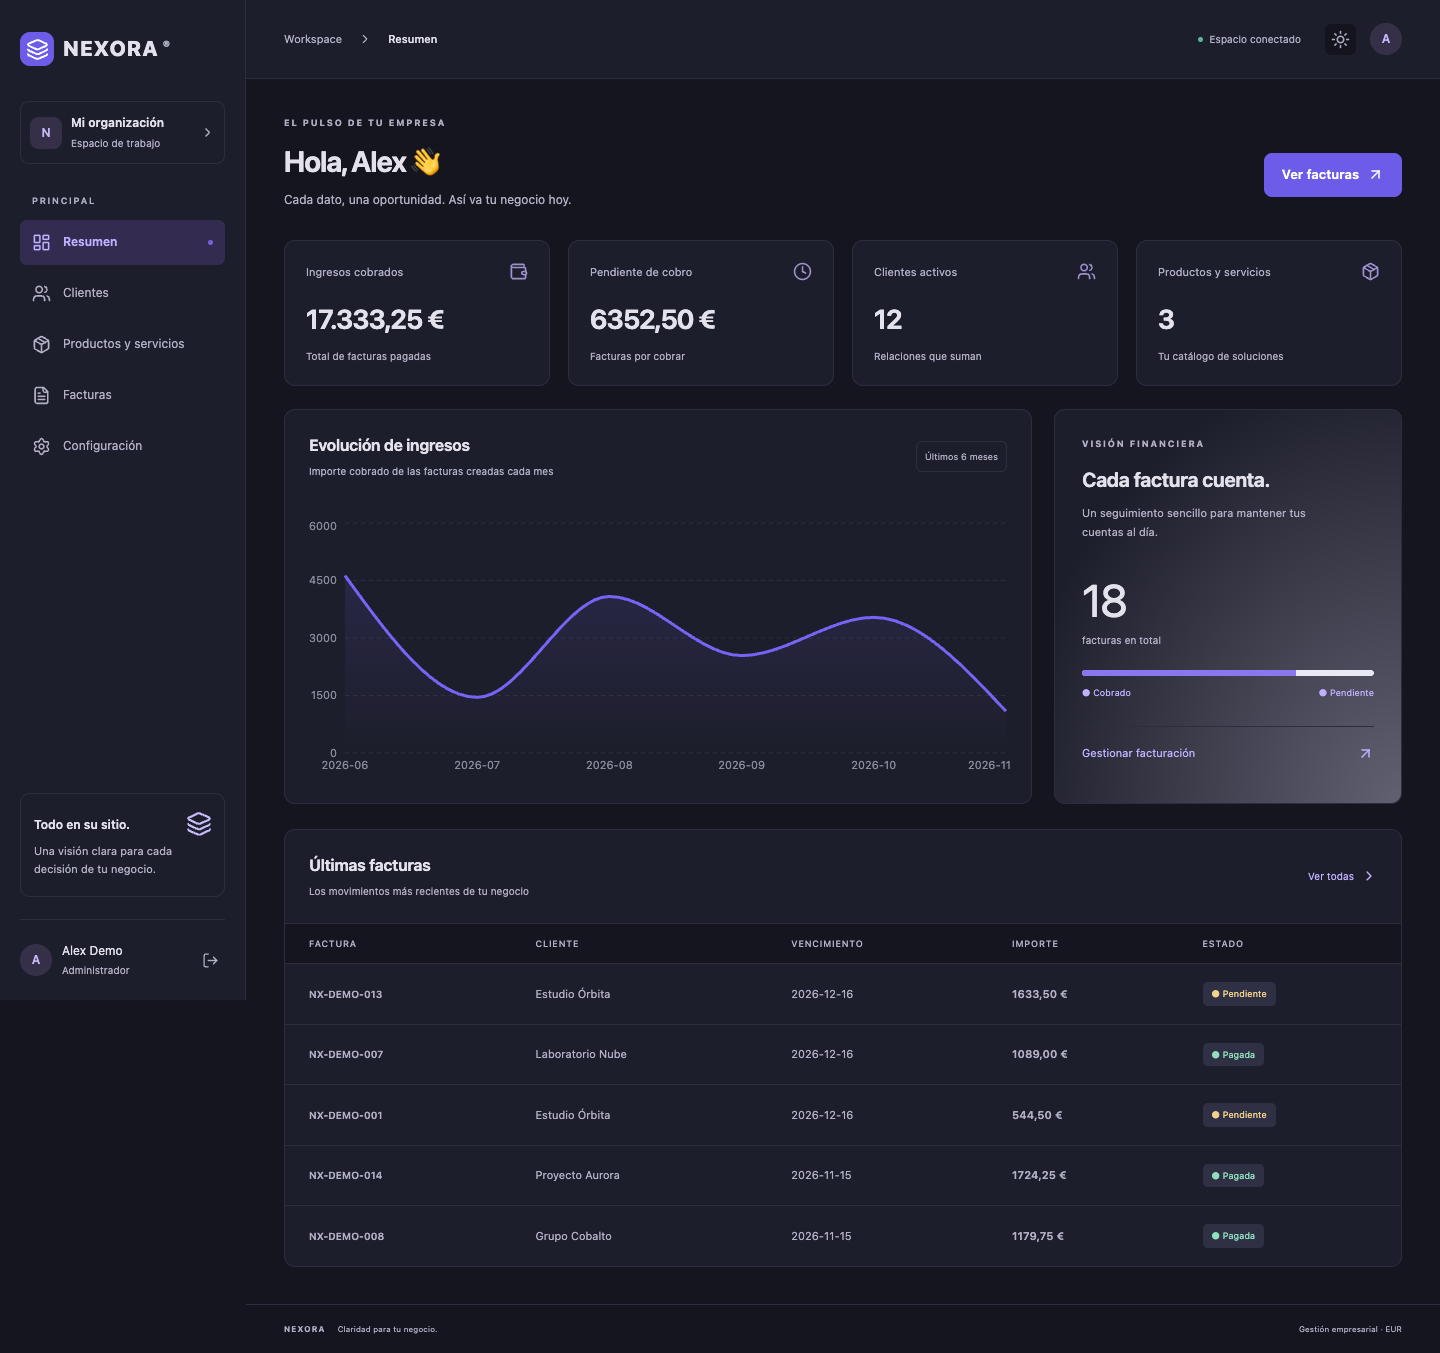 NEXORA ®
N
Mi organización
Espacio de trabajo
PRINCIPAL
Resumen
Clientes
Productos y servicios
Facturas
Configuración
Todo en su sitio.
Una visión clara para cada
decisión de tu negocio.
A
Alex Demo
Administrador
Workspace
Resumen
Espacio conectado
A
EL PULSO DE TU EMPRESA
Hola, Alex 👋
Cada dato, una oportunidad. Así va tu negocio hoy.
Ver facturas
Ingresos cobrados
17.333,25 €
Total de facturas pagadas
Pendiente de cobro
6352,50 €
Facturas por cobrar
Clientes activos
12
Relaciones que suman
Productos y servicios
3
Tu catálogo de soluciones
Evolución de ingresos
Importe cobrado de las facturas creadas cada mes
Últimos 6 meses
6000
4500
3000
1500
0
2026-06 2026-07 2026-08 2026-09 2026-10 2026-11
VISIÓN FINANCIERA
Cada factura cuenta.
Un seguimiento sencillo para mantener tus
cuentas al día.
18
facturas en total
Cobrado Pendiente
Gestionar facturación
Últimas facturas
Los movimientos más recientes de tu negocio
Ver todas
FACTURA CLIENTE VENCIMIENTO IMPORTE ESTADO
NX-DEMO-013 Estudio Órbita 2026-12-16 1633,50 € Pendiente
NX-DEMO-007 Laboratorio Nube 2026-12-16 1089,00 € Pagada
NX-DEMO-001 Estudio Órbita 2026-12-16 544,50 € Pendiente
NX-DEMO-014 Proyecto Aurora 2026-11-15 1724,25 € Pagada
NX-DEMO-008 Grupo Cobalto 2026-11-15 1179,75 € Pagada
NEXORA Claridad para tu negocio.
Gestión empresarial · EUR